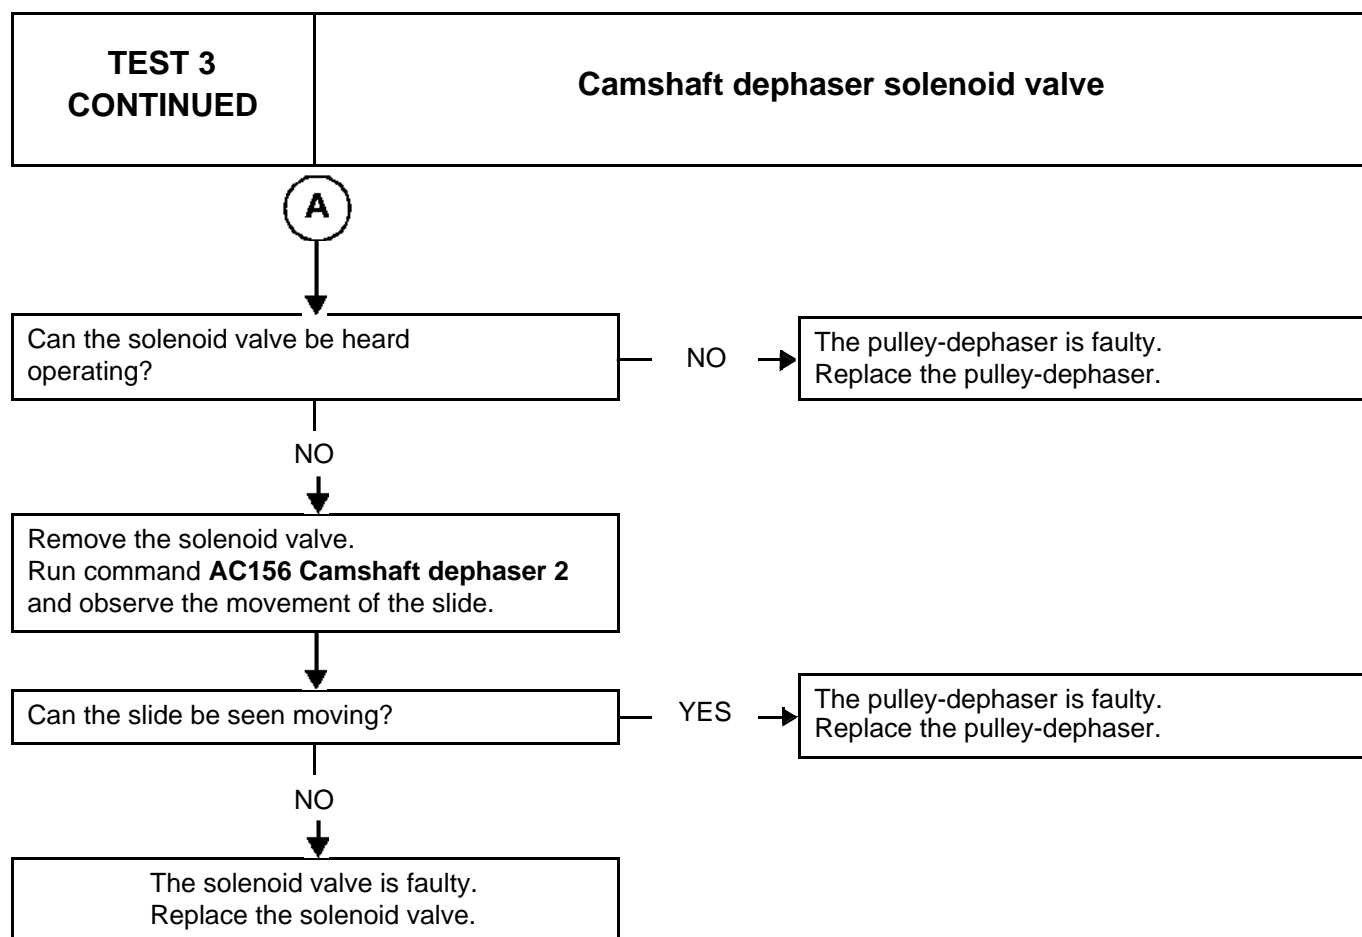 TEST 3
CONTINUED
Camshaft dephaser solenoid valve
A
Can the solenoid valve be heard
operating?
NO
The pulley-dephaser is faulty.
Replace the pulley-dephaser.
NO
Remove the solenoid valve.
Run command AC156 Camshaft dephaser 2
and observe the movement of the slide.
Can the slide be seen moving?
YES
The pulley-dephaser is faulty.
Replace the pulley-dephaser.
NO
The solenoid valve is faulty.
Replace the solenoid valve.